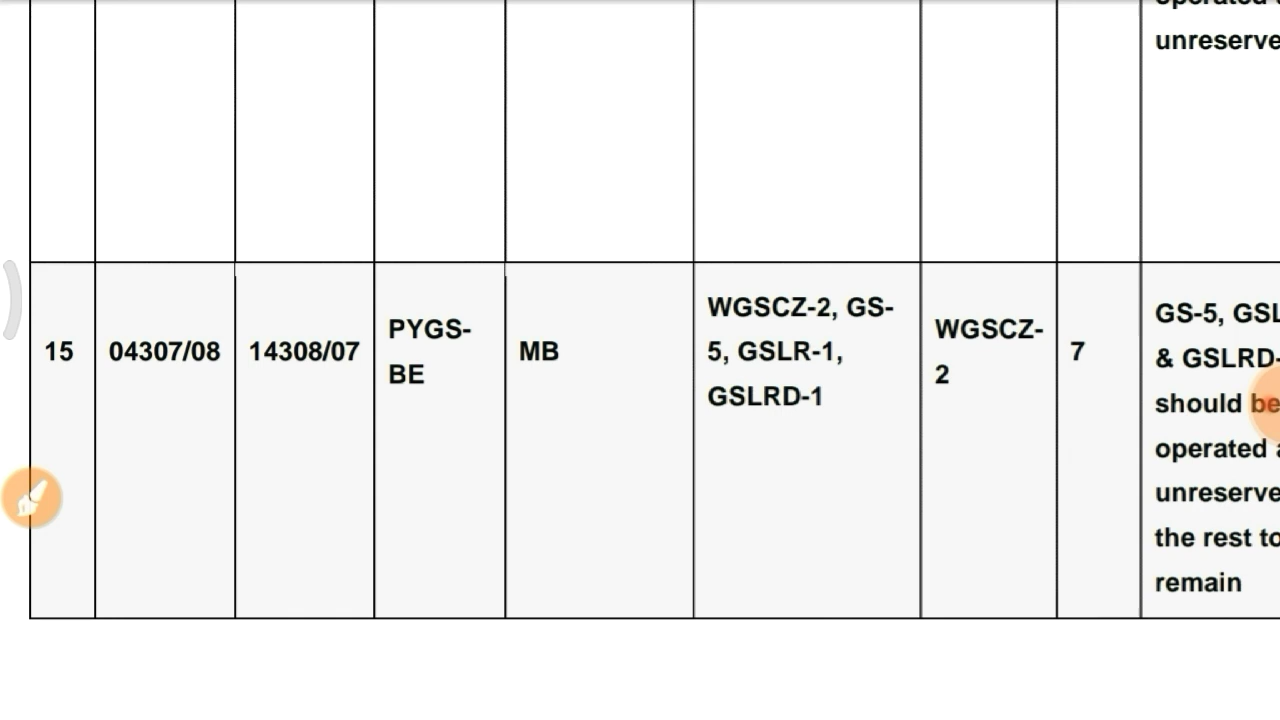 unreserve
15 04307/08 14308/07 PYGS-BE MB WGSCZ-2, GS-5, GSLR-1, GSLRD-1 WGSCZ-2 7
GS-5, GSL
& GSLRD-
should be
operated a
unreserve
the rest to
remain